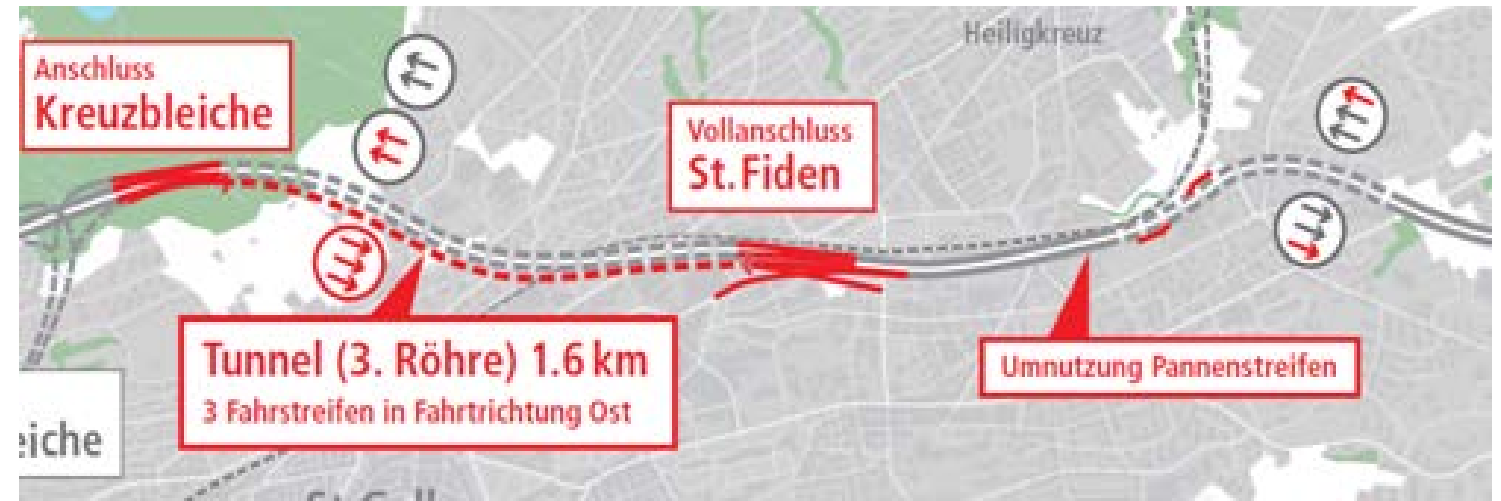 Heiligkreuz
Anschluss
Kreuzbleiche
Vollanschluss
St. Fiden
Tunnel (3. Röhre) 1.6 km
3 Fahrstreifen in Fahrtrichtung Ost
Umnutzung Pannenstreifen
eiche